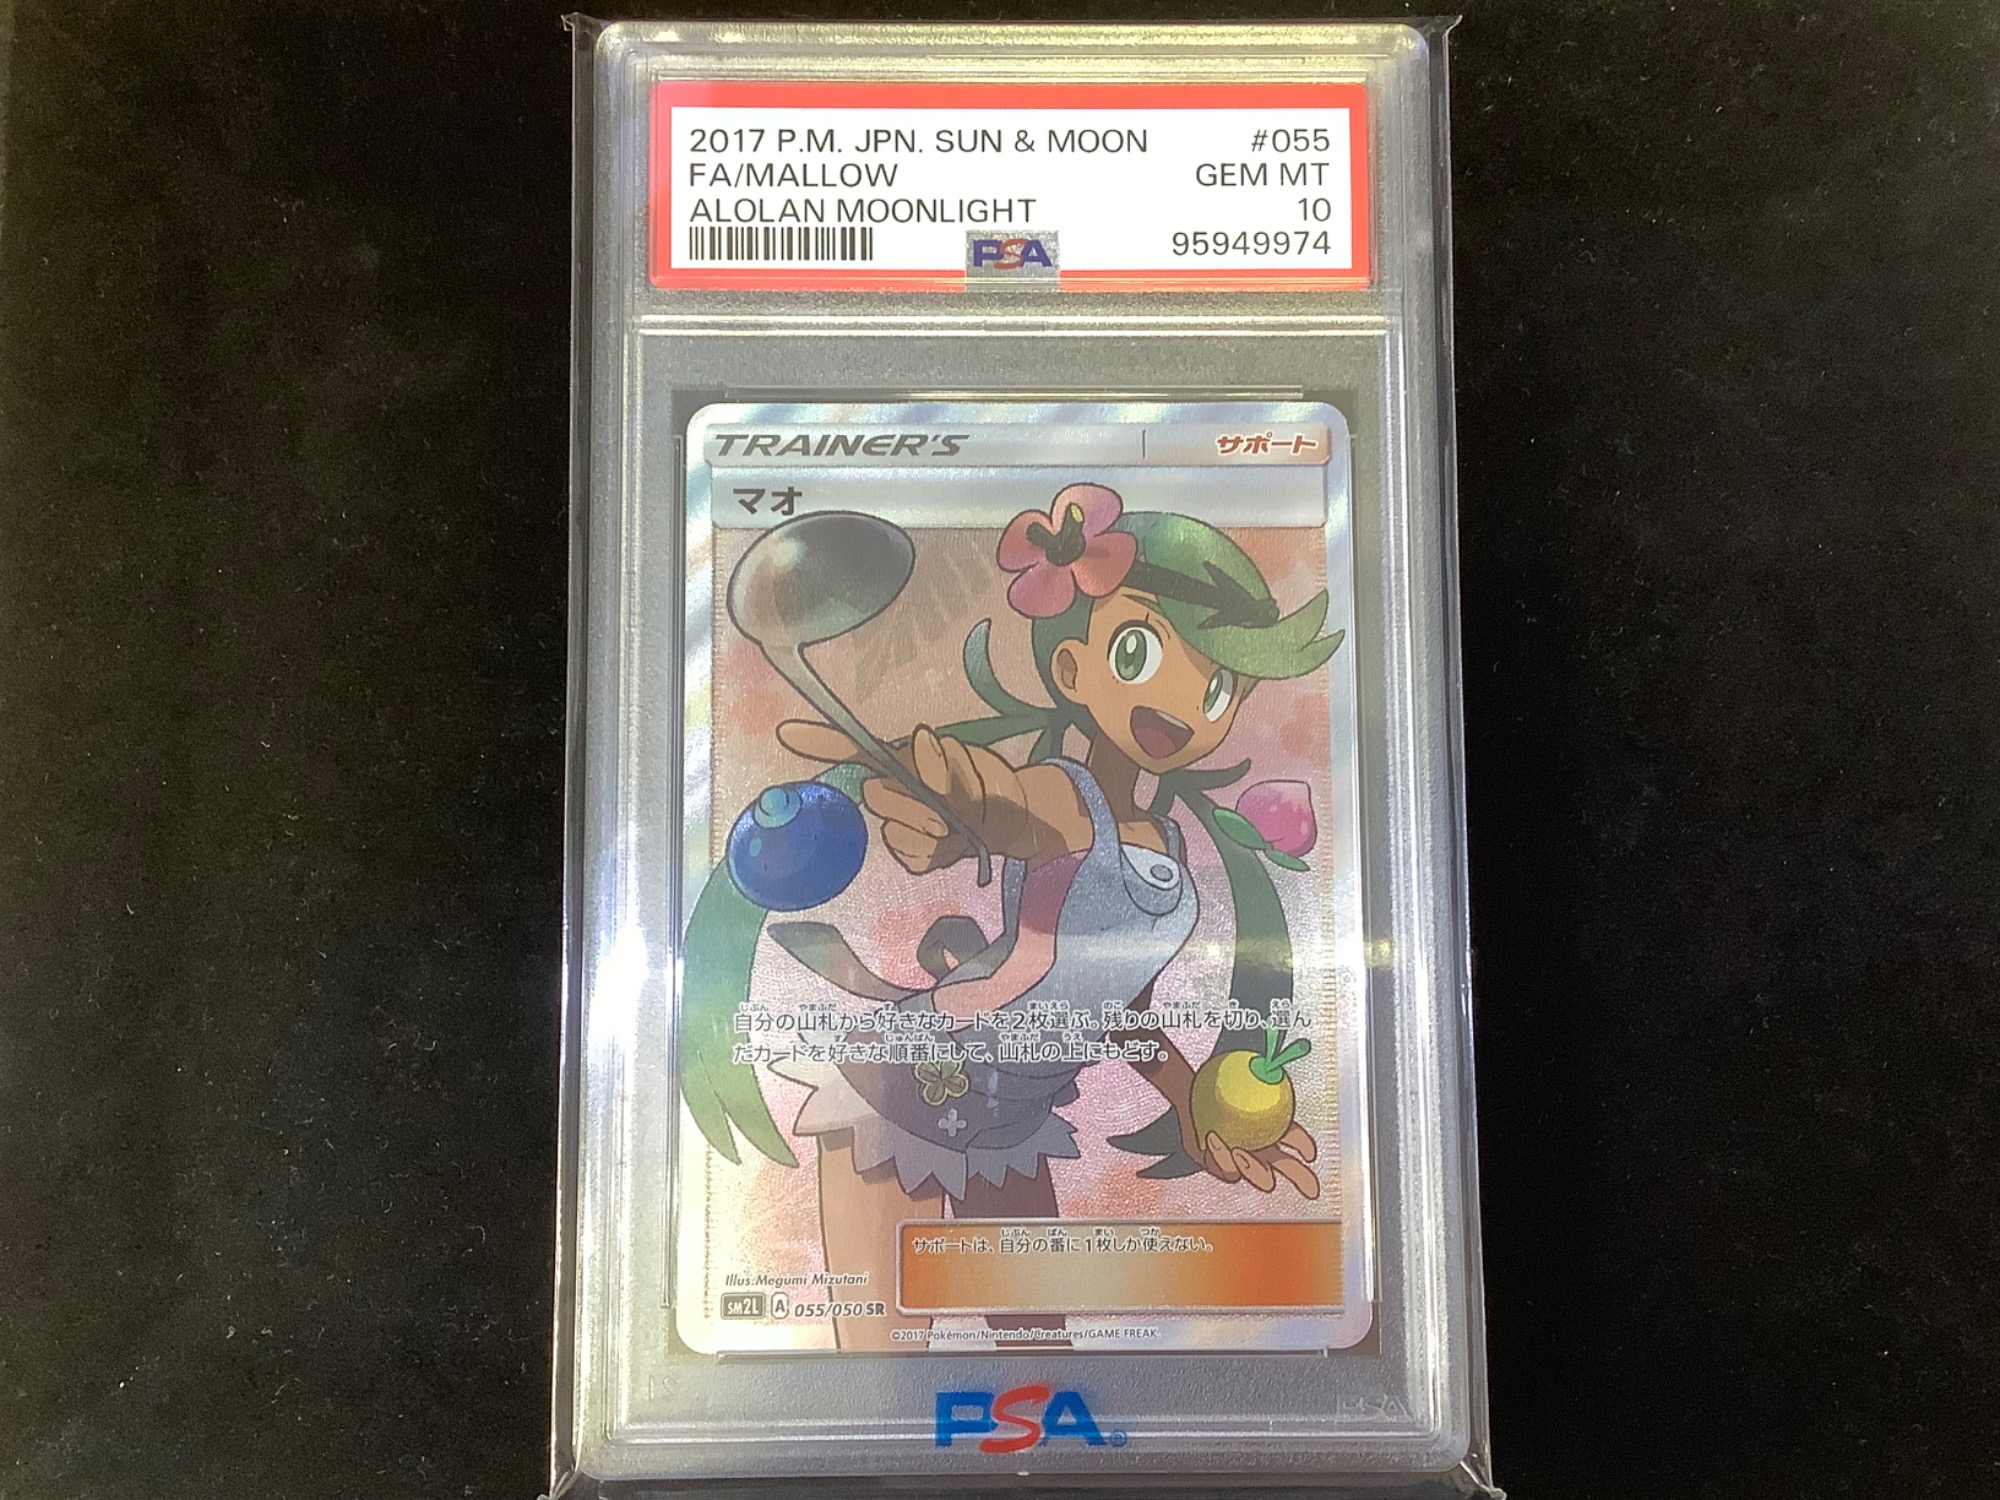 2017 P.M. JPN. SUN & MOON #055
FA/MALLOW GEM MT
ALOLAN MOONLIGHT 10
PSA 95949974
TRAINER'S サポート
マオ
自分の山札から好きなカードを2枚選ぶ。残りの山札を切り、選ん
だカードを好きな順番にして、山札の上にもどす。
サポートは、自分の番に1枚しか使えない。
Illus.Megumi Mizutani
SM2L A 055/050 SR
©2017 Pokémon/Nintendo/Creatures/GAME FREAK.
PSA
PSA